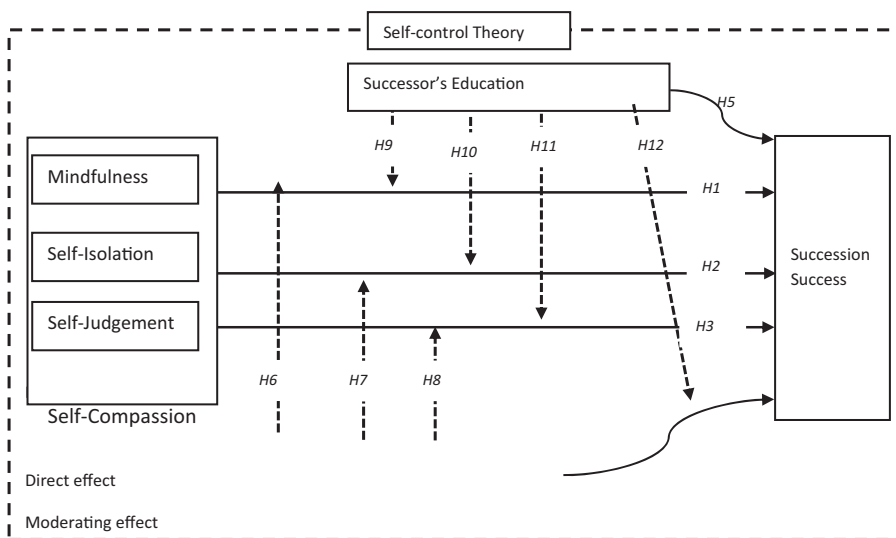 Self-control Theory
Successor's Education
H5
H9
H10
H11
H12
Mindfulness
H1
Self-Isolation
H2
Succession
Success
Self-Judgement
H3
H6
H7
H8
Self-Compassion
Direct effect
Moderating effect